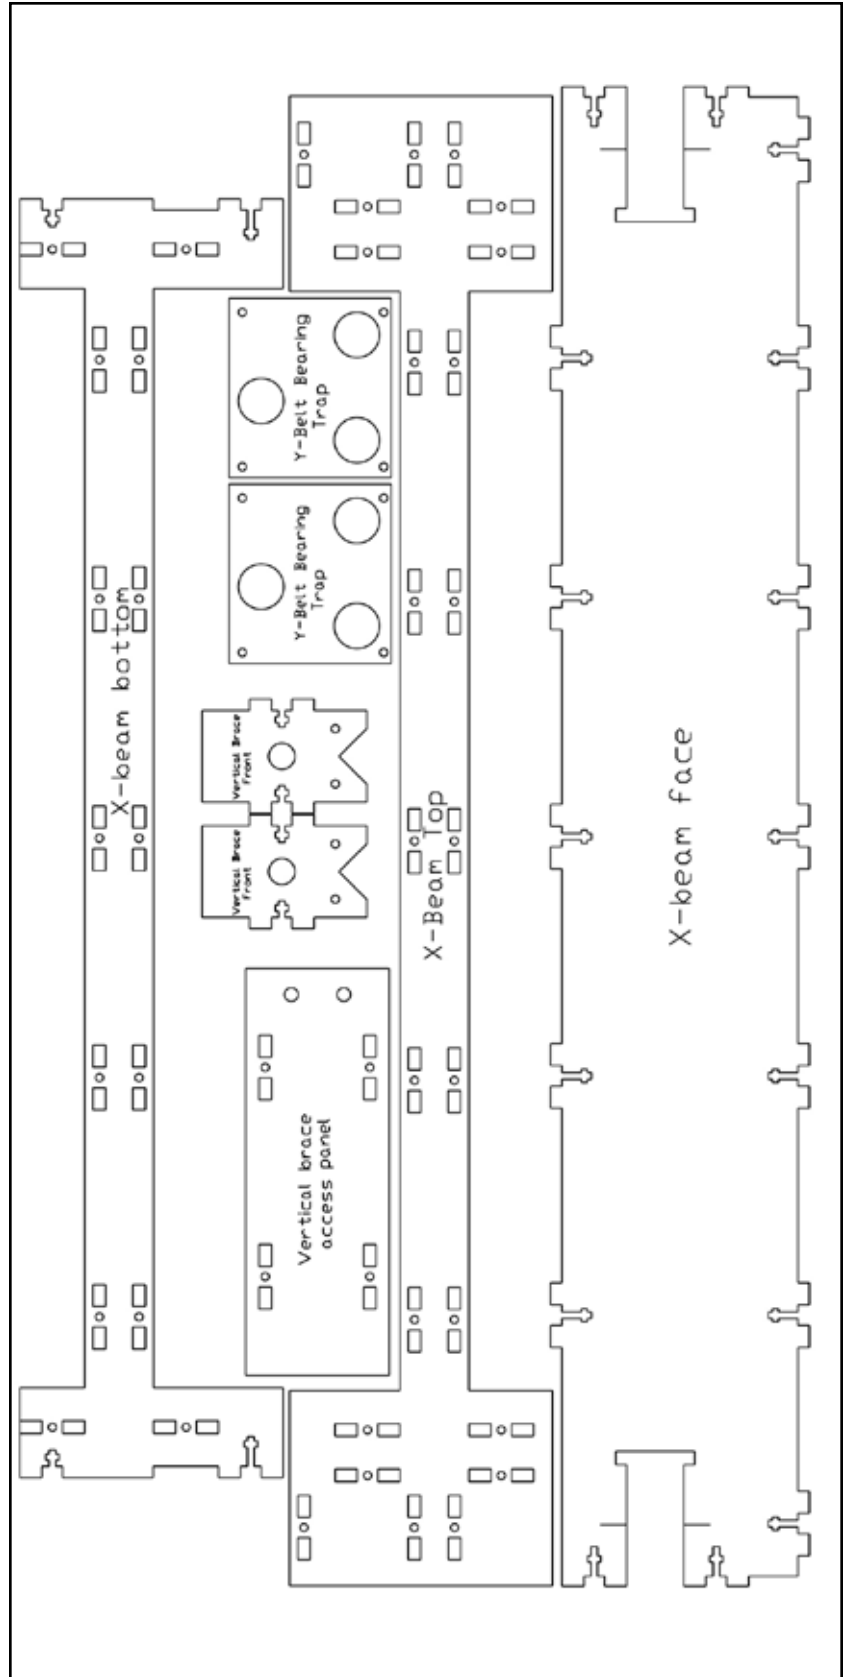 X-beam bottom
Y-Belt Bearing
Trap
Y-Belt Bearing
Trap
Vertical Brace
Front
Vertical Brace
Front
Vertical brace
access panel
X-Beam Top
X-beam face